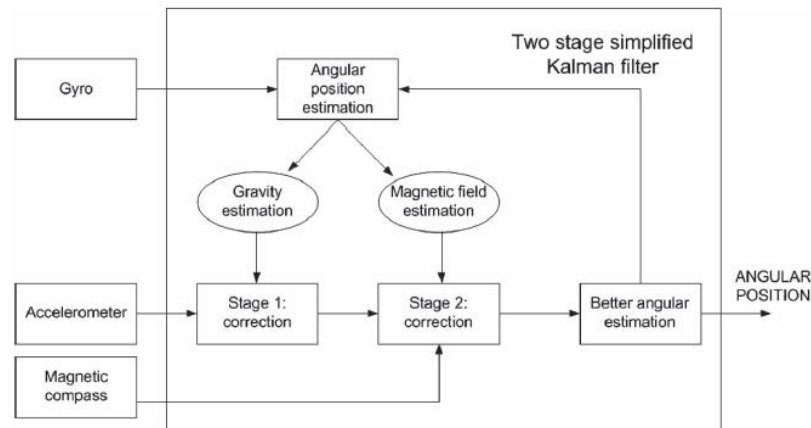 Two stage simplified
Kalman filter
Gyro
Angular
position
estimation
Gravity
estimation
Magnetic field
estimation
Accelerometer
Stage 1:
correction
Stage 2:
correction
Better angular
estimation
ANGULAR
POSITION
Magnetic
compass